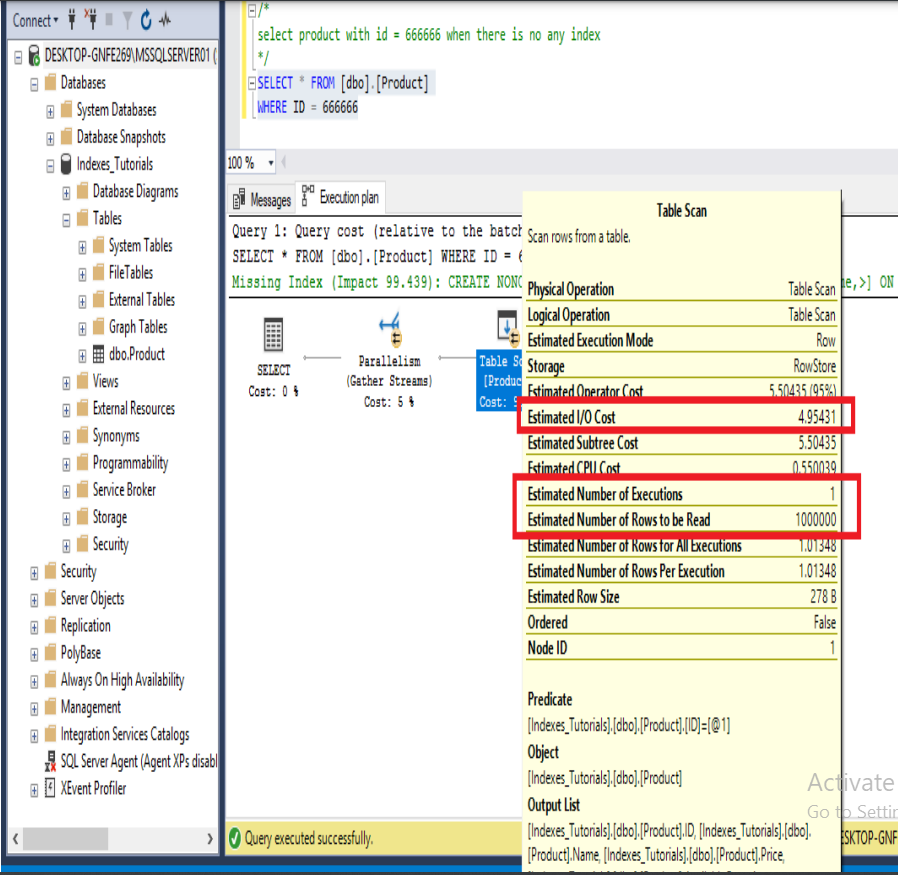 Connect
DESKTOP-GNFE269\MSSQLSERVER01 (
Databases
System Databases
Database Snapshots
Indexes_Tutorials
Database Diagrams
Tables
System Tables
FileTables
External Tables
Graph Tables
dbo.Product
Views
External Resources
Synonyms
Programmability
Service Broker
Storage
Security
Security
Server Objects
Replication
PolyBase
Always On High Availability
Management
Integration Services Catalogs
SQL Server Agent (Agent XPs disabl
XEvent Profiler
/*
select product with id = 666666 when there is no any index
*/
SELECT * FROM [dbo].[Product]
WHERE ID = 666666
100 %
Messages
Execution plan
Query 1: Query cost (relative to the batch
SELECT * FROM [dbo].[Product] WHERE ID =
Missing Index (Impact 99.439): CREATE NONC
me,>] ON
SELECT
Cost: 0 %
Parallelism
(Gather Streams)
Cost: 5 %
Table Sc
[Produc
Cost: 9
Table Scan
Scan rows from a table.
Physical Operation Table Scan
Logical Operation Table Scan
Estimated Execution Mode Row
Storage RowStore
Estimated Operator Cost 5.50435 (95%)
Estimated I/O Cost 4.95431
Estimated Subtree Cost 5.50435
Estimated CPU Cost 0.550039
Estimated Number of Executions 1
Estimated Number of Rows to be Read 1000000
Estimated Number of Rows for All Executions 1.01348
Estimated Number of Rows Per Execution 1.01348
Estimated Row Size 278 B
Ordered False
Node ID 1
Predicate
[Indexes_Tutorials].[dbo].[Product].[ID]=[@1]
Object
[Indexes_Tutorials].[dbo].[Product]
Output List
[Indexes_Tutorials].[dbo].[Product].ID, [Indexes_Tutorials].[dbo].
[Product].Name, [Indexes_Tutorials].[dbo].[Product].Price,
Activate
Go to Settin
Query executed successfully.
ESKTOP-GNF